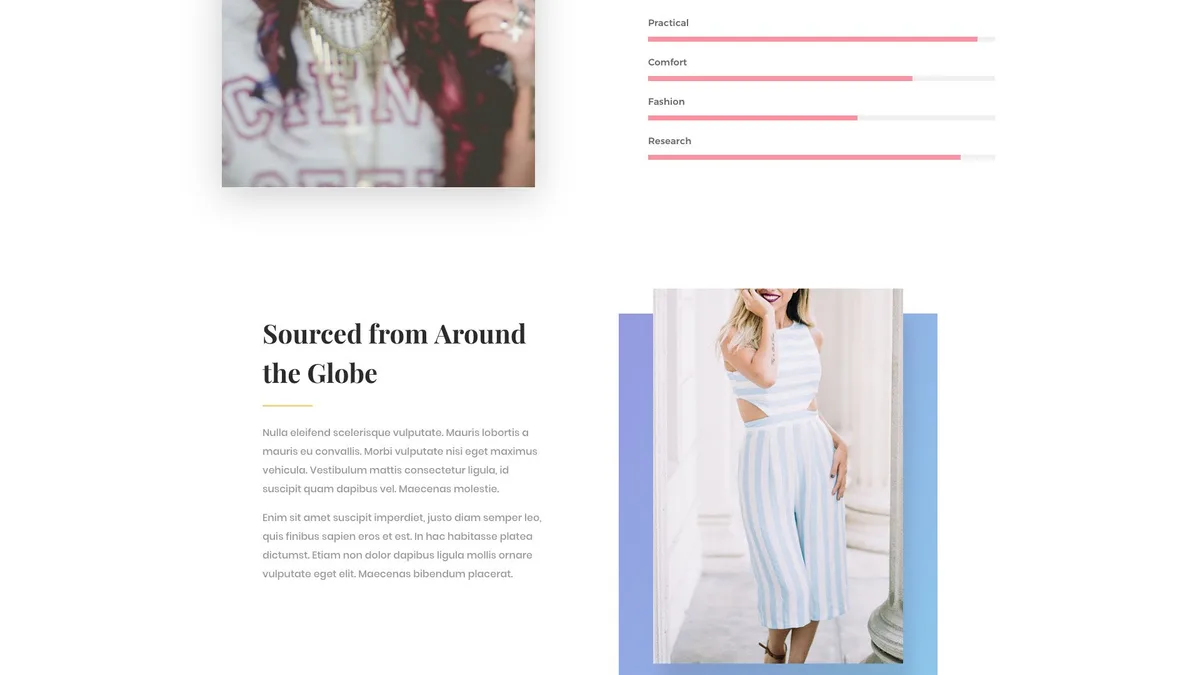 Practical
Comfort
Fashion
Research
Sourced from Around
the Globe
Nulla eleifend scelerisque vulputate. Mauris lobortis a
mauris eu convallis. Morbi vulputate nisi eget maximus
vehicula. Vestibulum mattis consectetur ligula, id
suscipit quam dapibus vel. Maecenas molestie.
Enim sit amet suscipit imperdiet, justo diam semper leo,
quis finibus sapien eros et est. In hac habitasse platea
dictumst. Etiam non dolor dapibus ligula mollis ornare
vulputate eget elit. Maecenas bibendum placerat.